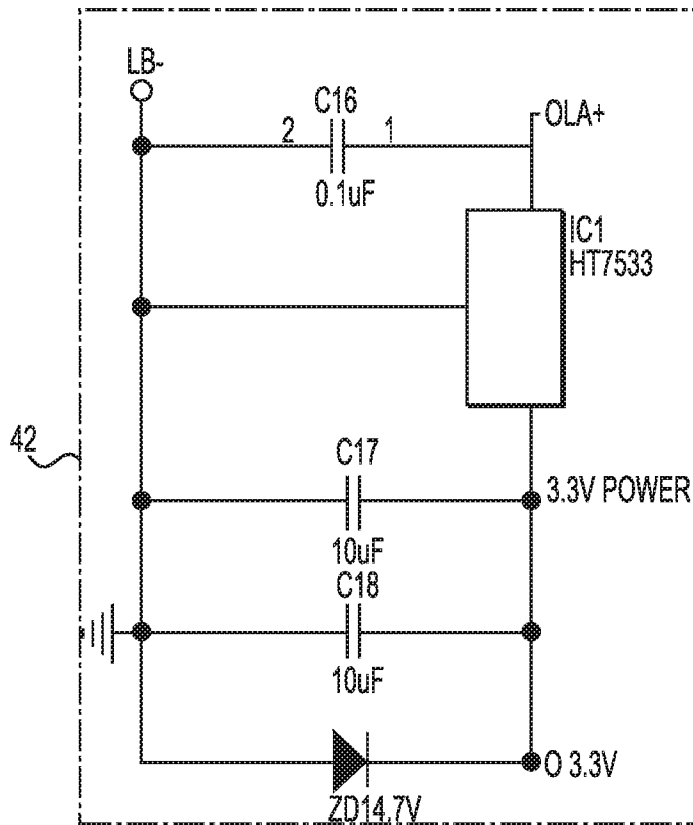 LB-
C16
2
1
0.1uF
OLA+
IC1
HT7533
42
C17
10uF
3.3V POWER
C18
10uF
O 3.3V
ZD14.7V